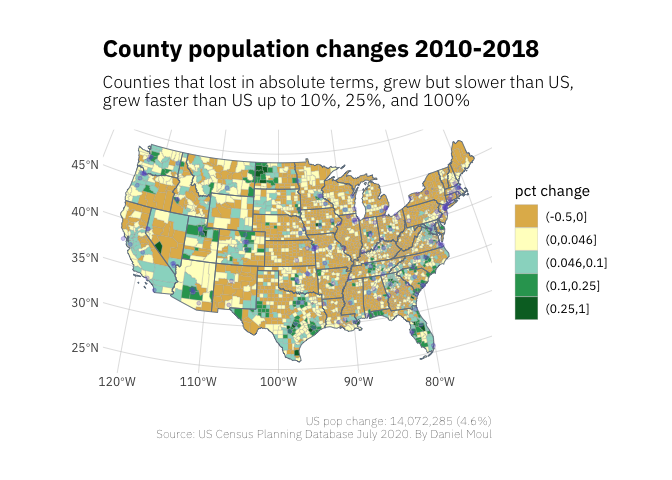 County population changes 2010-2018
Counties that lost in absolute terms, grew but slower than US,
grew faster than US up to 10%, 25%, and 100%
45°N
40°N
35°N
30°N
25°N
120°W 110°W 100°W 90°W 80°W
pct change
(-0.5,0]
(0,0.046]
(0.046,0.1]
(0.1,0.25]
(0.25,1]
US pop change: 14,072,285 (4.6%)
Source: US Census Planning Database July 2020. By Daniel Moul